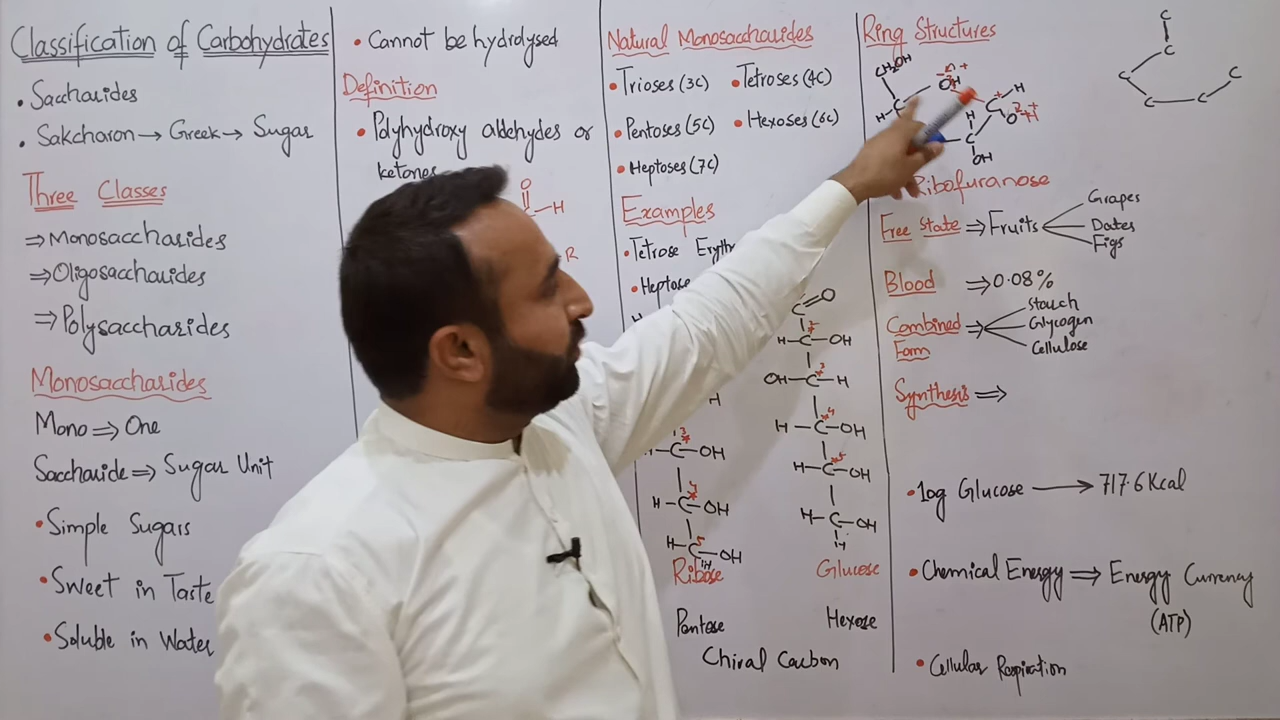 Classification of Carbohydrates
• Saccharides
• Sakcharon → Greek → Sugar
Three Classes
⇒ Monosaccharides
⇒ Oligosaccharides
⇒ Polysaccharides
Monosaccharides
Mono ⇒ One
Saccharide ⇒ Sugar Unit
• Simple Sugars
• Sweet in Taste
• Soluble in Water
• Cannot be hydrolysed
Definition
• Polyhydroxy aldehydes or
ketones
O
H
R
Natural Monosaccharides
• Trioses (3C) • Tetroses (4C)
• Pentoses (5C) • Hexoses (6C)
• Heptoses (7C)
Examples
• Tetrose Eryth
• Heptose
H
H–C–OH
H–C–OH
H–C–OH
H
Ribose
Pentose
C=O
H–C–OH
OH–C–H
H–C–OH
H–C–OH
H–C–OH
H
Glucose
Hexose
Chiral Carbon
Ring Structures
CH2OH
OH
H
C
C
H
H
C
OH
Ribofuranose
C
C
C
C
C
C
Free State ⇒ Fruits
Grapes
Dates
Figs
Blood ⇒ 0.08%
Combined Form ⇒
Starch
Glycogen
Cellulose
Synthesis ⇒
• 10g Glucose → 717.6 Kcal
• Chemical Energy ⇒ Energy Currency
(ATP)
• Cellular Respiration